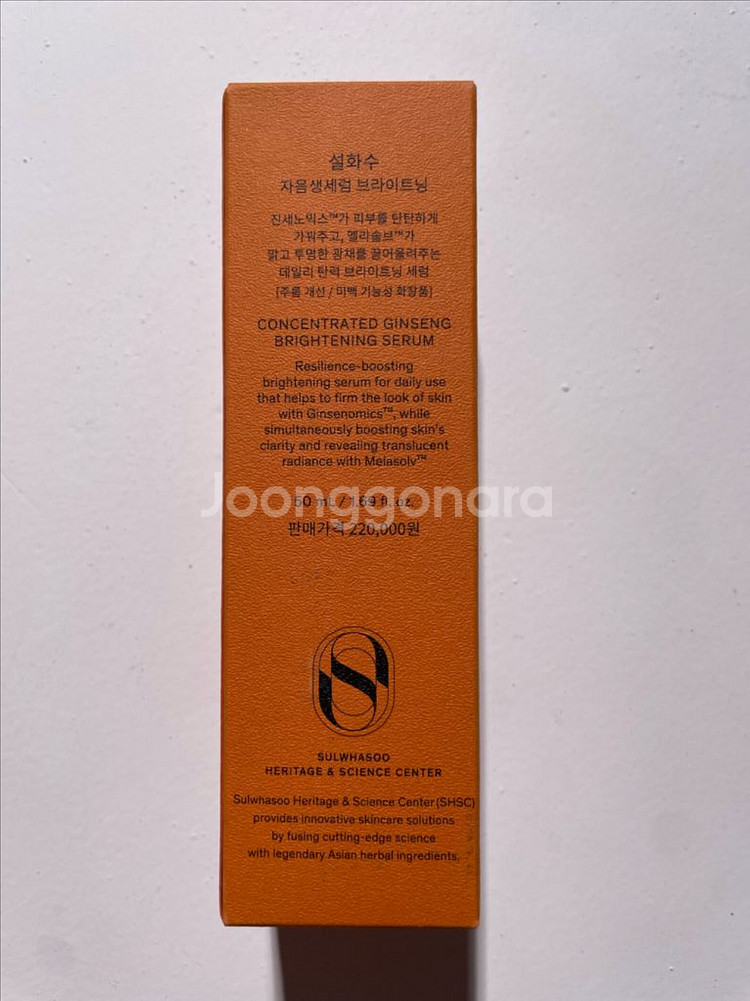 설화수
자음생세럼 브라이트닝
진세노믹스™가 피부를 탄탄하게
가꿔주고, 멜라솔브™가
맑고 투명한 광채를 끌어올려주는
데일리 탄력 브라이트닝 세럼
[주름 개선 / 미백 기능성 화장품]
CONCENTRATED GINSENG
BRIGHTENING SERUM
Resilience-boosting
brightening serum for daily use
that helps to firm the look of skin
with Ginsenomics™, while
simultaneously boosting skin's
clarity and revealing translucent
radiance with Melasolv™
50 mL / 1.69 fl. oz.
Joonggonara
판매가격 220,000원
SULWHASOO
HERITAGE & SCIENCE CENTER
Sulwhasoo Heritage & Science Center (SHSC)
provides innovative skincare solutions
by fusing cutting-edge science
with legendary Asian herbal ingredients.